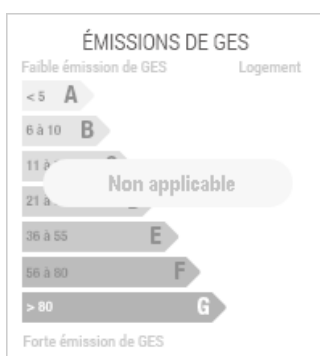 ÉMISSIONS DE GES
Faible émission de GES Logement
< 5 A
6 à 10 B
11 à
Non applicable
21 à
36 à 55 E
56 à 80 F
> 80 G
Forte émission de GES